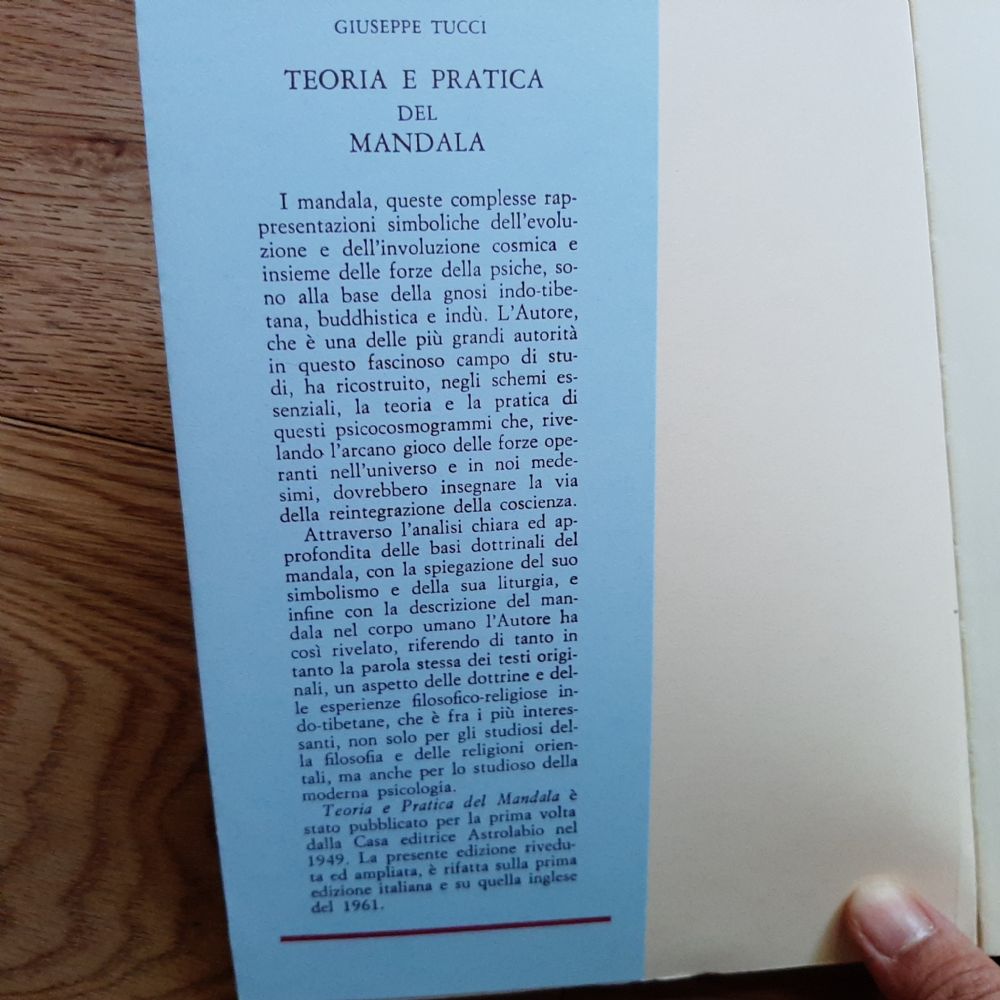 GIUSEPPE TUCCI
TEORIA E PRATICA
DEL
MANDALA
I mandala, queste complesse rap-
presentazioni simboliche dell'evolu-
zione e dell'involuzione cosmica e
insieme delle forze della psiche, so-
no alla base della gnosi indo-tibe-
tana, buddhistica e indù. L'Autore,
che è una delle più grandi autorità
in questo fascinoso campo di stu-
di, ha ricostruito, negli schemi es-
senziali, la teoria e la pratica di
questi psicocosmogrammi che, rive-
lando l'arcano gioco delle forze ope-
ranti nell'universo e in noi mede-
simi, dovrebbero insegnare la via
della reintegrazione della coscienza.
Attraverso l'analisi chiara ed ap-
profondita delle basi dottrinali del
mandala, con la spiegazione del suo
simbolismo e della sua liturgia, e
infine con la descrizione del man-
dala nel corpo umano l'Autore ha
così rivelato, riferendo di tanto in
tanto la parola stessa dei testi origi-
nali, un aspetto delle dottrine e del-
le esperienze filosofico-religiose in-
do-tibetane, che è fra i più interes-
santi, non solo per gli studiosi del-
la filosofia e delle religioni orien-
tali, ma anche per lo studioso della
moderna psicologia.
Teoria e Pratica del Mandala è
stato pubblicato per la prima volta
dalla Casa editrice Astrolabio nel
1949. La presente edizione rivedu-
ta ed ampliata, è rifatta sulla prima
edizione italiana e su quella inglese
del 1961.